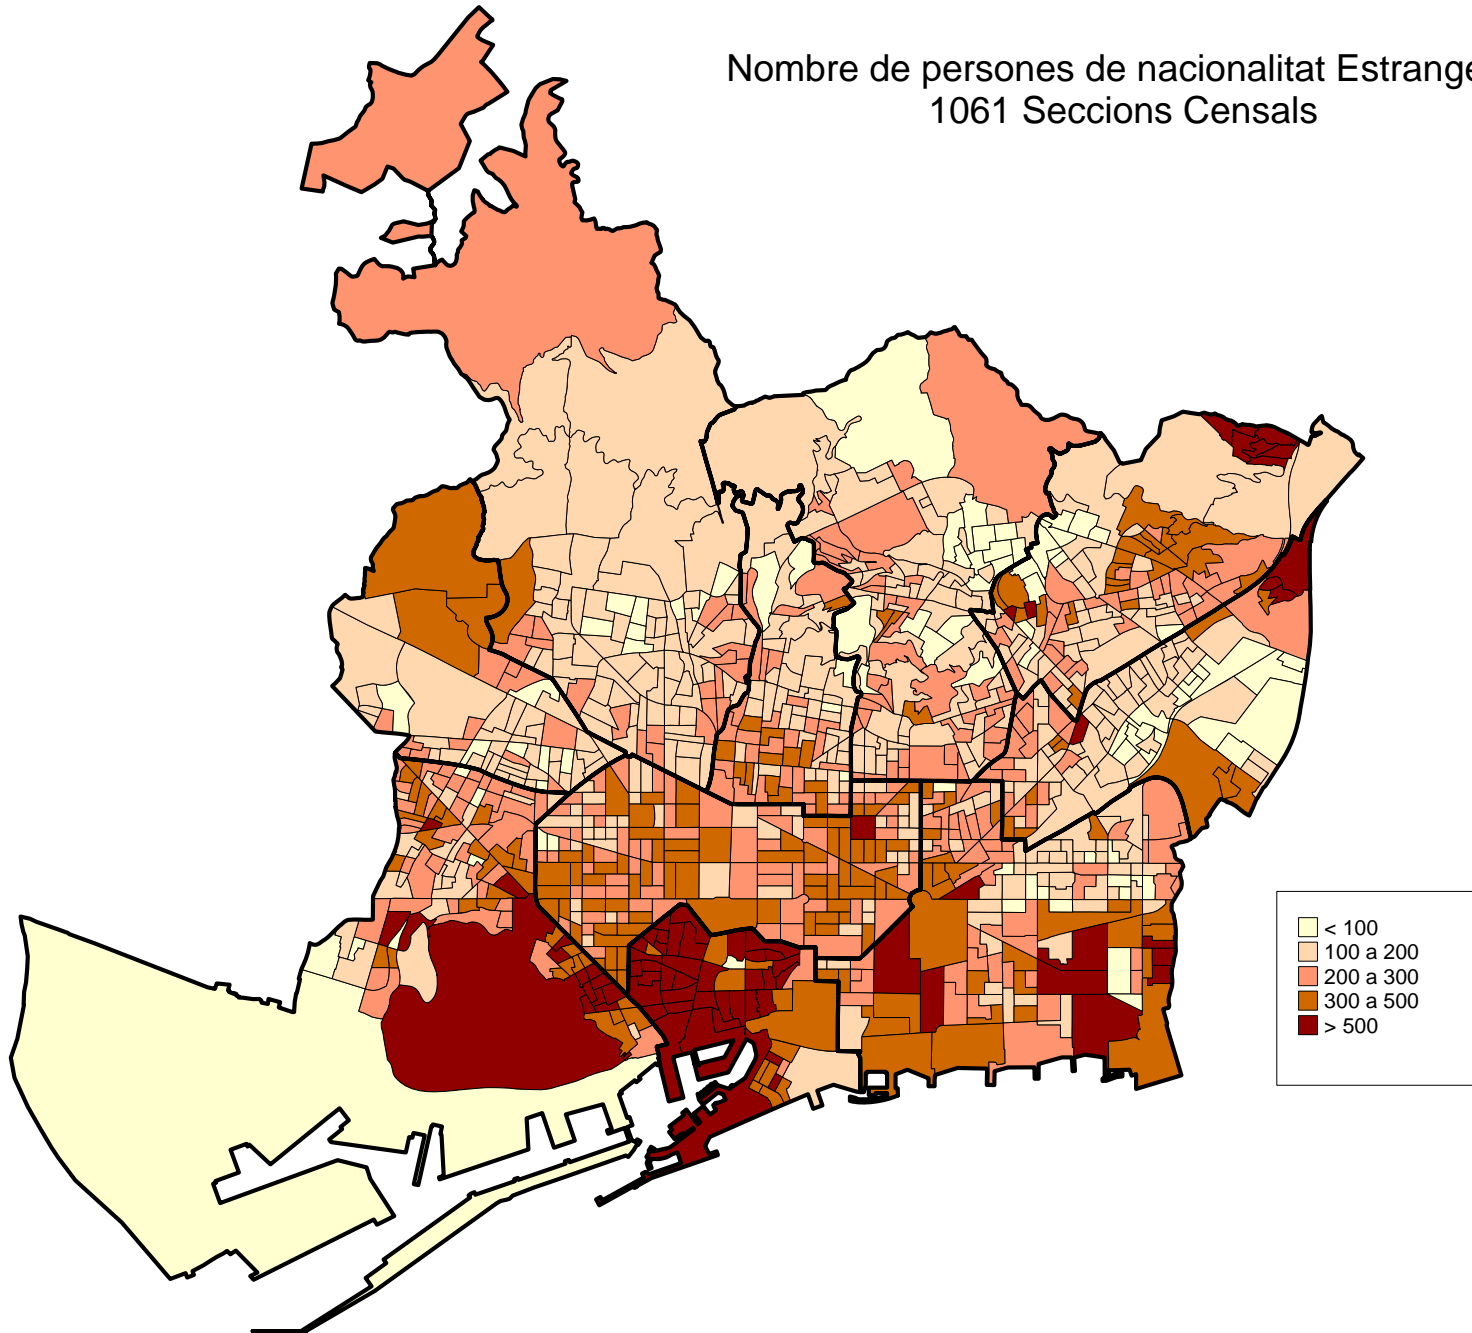 Nombre de persones de nacionalitat Estrange
1061 Seccions Censals
< 100
100 a 200
200 a 300
300 a 500
> 500